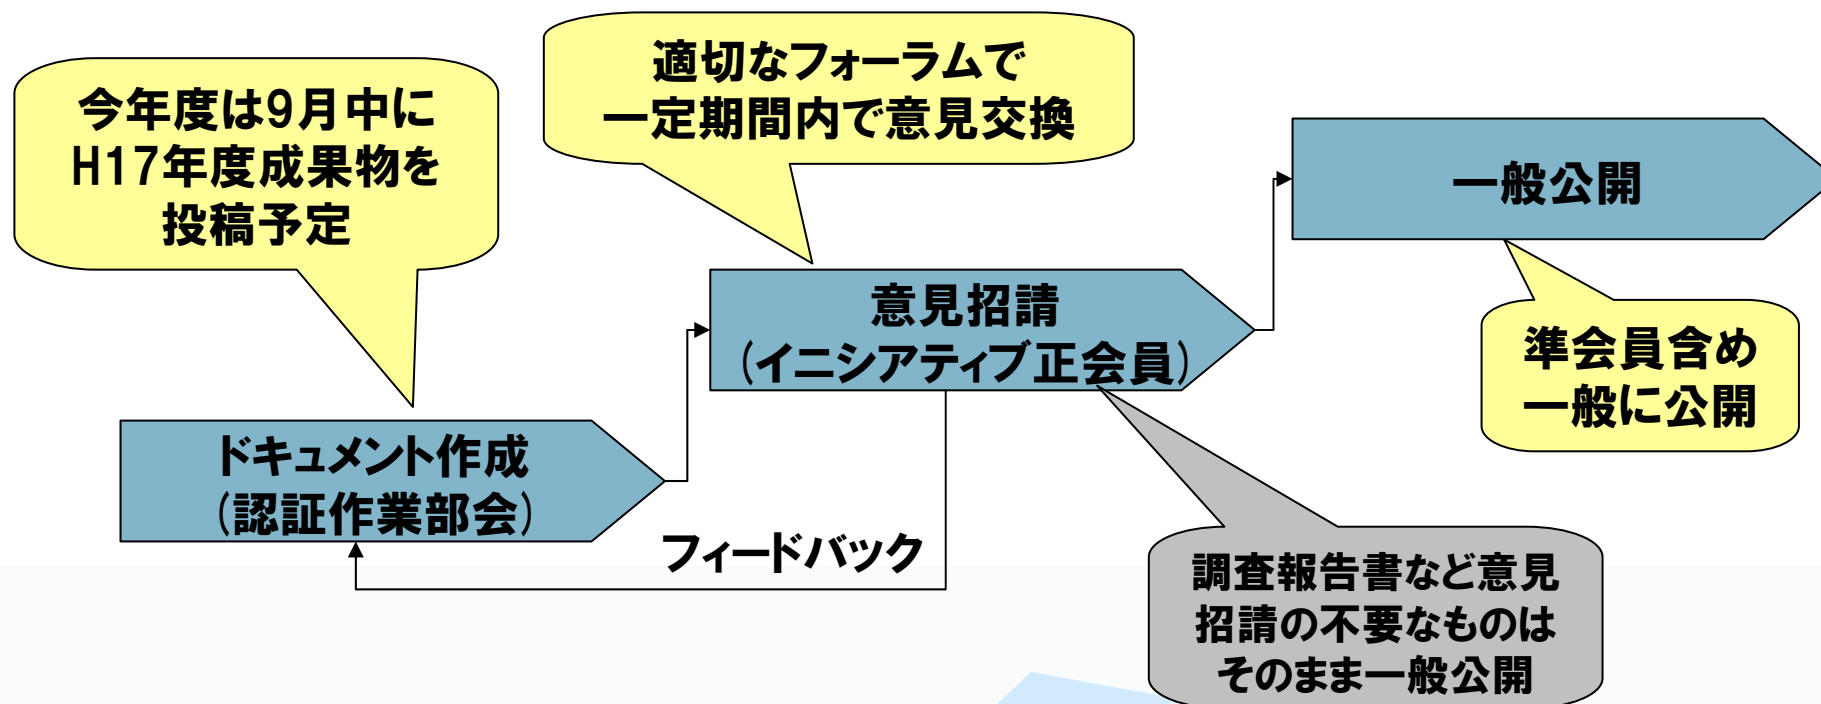 今年度は9月中に
H17年度成果物を
投稿予定
適切なフォーラムで
一定期間内で意見交換
一般公開
意見招請
(イニシアティブ正会員)
準会員含め
一般に公開
ドキュメント作成
(認証作業部会)
フィードバック
調査報告書など意見
招請の不要なものは
そのまま一般公開